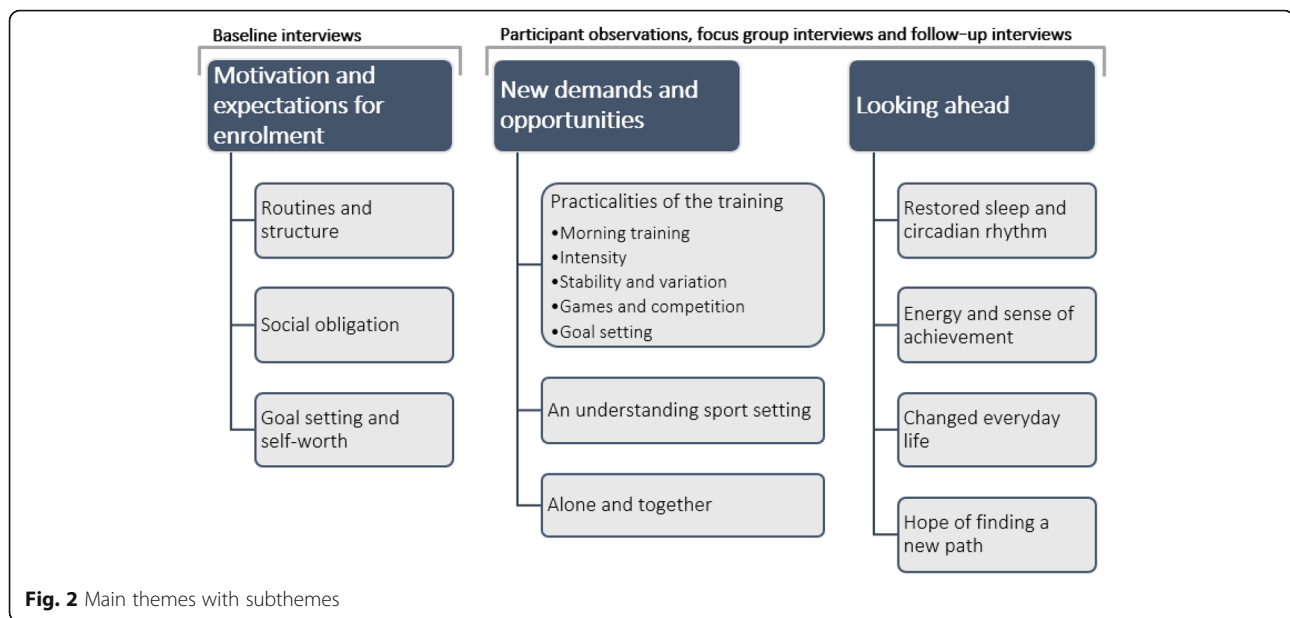 Baseline interviews
Motivation and
expectations for
enrolment
Routines and
structure
Social obligation
Goal setting and
self-worth
Participant observations, focus group interviews and follow-up interviews
New demands and
opportunities
Practicalities of the training
•Morning training
•Intensity
•Stability and variation
•Games and competition
•Goal setting
An understanding sport setting
Alone and together
Looking ahead
Restored sleep and
circadian rhythm
Energy and sense of
achievement
Changed everyday
life
Hope of finding a
new path
Fig. 2 Main themes with subthemes